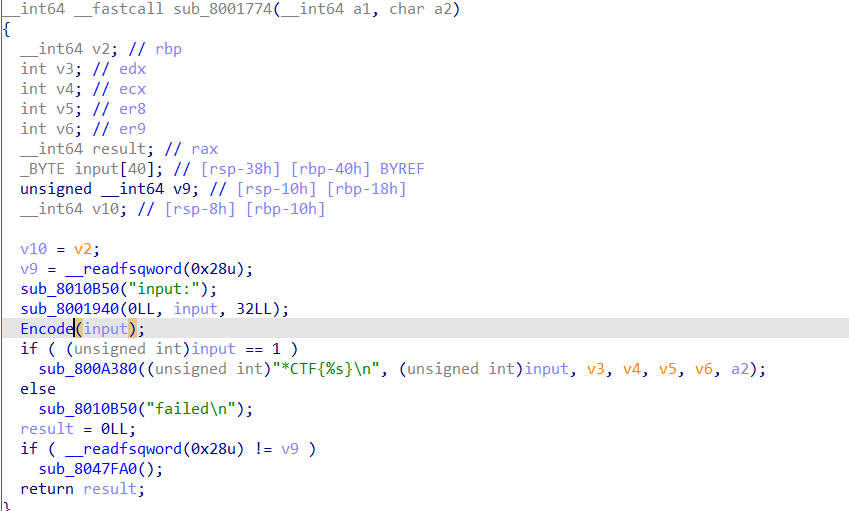 __int64 __fastcall sub_8001774(__int64 a1, char a2)
{
__int64 v2; // rbp
int v3; // edx
int v4; // ecx
int v5; // er8
int v6; // er9
__int64 result; // rax
_BYTE input[40]; // [rsp-38h] [rbp-40h] BYREF
unsigned __int64 v9; // [rsp-10h] [rbp-18h]
__int64 v10; // [rsp-8h] [rbp-10h]
v10 = v2;
v9 = __readfsqword(0x28u);
sub_8010B50("input:");
sub_8001940(0LL, input, 32LL);
Encode(input);
if ( (unsigned int)input == 1 )
sub_800A380((unsigned int)"*CTF{%s}\n", (unsigned int)input, v3, v4, v5, v6, a2);
else
sub_8010B50("failed\n");
result = 0LL;
if ( __readfsqword(0x28u) != v9 )
sub_8047FA0();
return result;
}